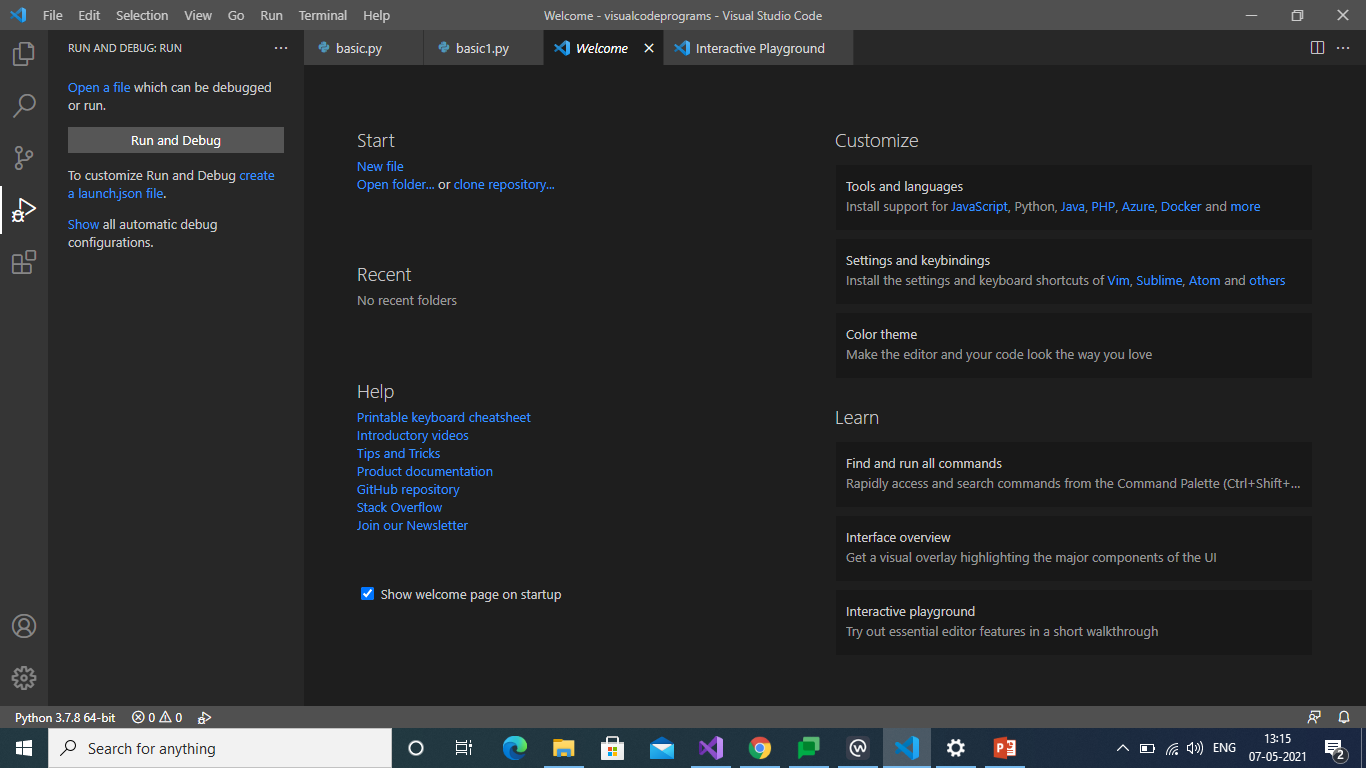 File Edit Selection View Go Run Terminal Help
Welcome - visualcodeprograms - Visual Studio Code
RUN AND DEBUG: RUN
basic.py
basic1.py
Welcome
Interactive Playground
Open a file which can be debugged
or run.
Run and Debug
To customize Run and Debug create
a launch.json file.
Show all automatic debug
configurations.
Start
New file
Open folder... or clone repository...
Recent
No recent folders
Help
Printable keyboard cheatsheet
Introductory videos
Tips and Tricks
Product documentation
GitHub repository
Stack Overflow
Join our Newsletter
Show welcome page on startup
Customize
Tools and languages
Install support for JavaScript, Python, Java, PHP, Azure, Docker and more
Settings and keybindings
Install the settings and keyboard shortcuts of Vim, Sublime, Atom and others
Color theme
Make the editor and your code look the way you love
Learn
Find and run all commands
Rapidly access and search commands from the Command Palette (Ctrl+Shift+...
Interface overview
Get a visual overlay highlighting the major components of the UI
Interactive playground
Try out essential editor features in a short walkthrough
Python 3.7.8 64-bit
0
0
Search for anything
ENG
13:15
07-05-2021
2